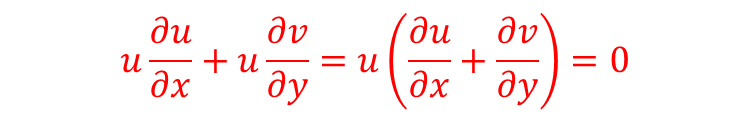 u ∂u/∂x + u ∂v/∂y = u (∂u/∂x + ∂v/∂y) = 0